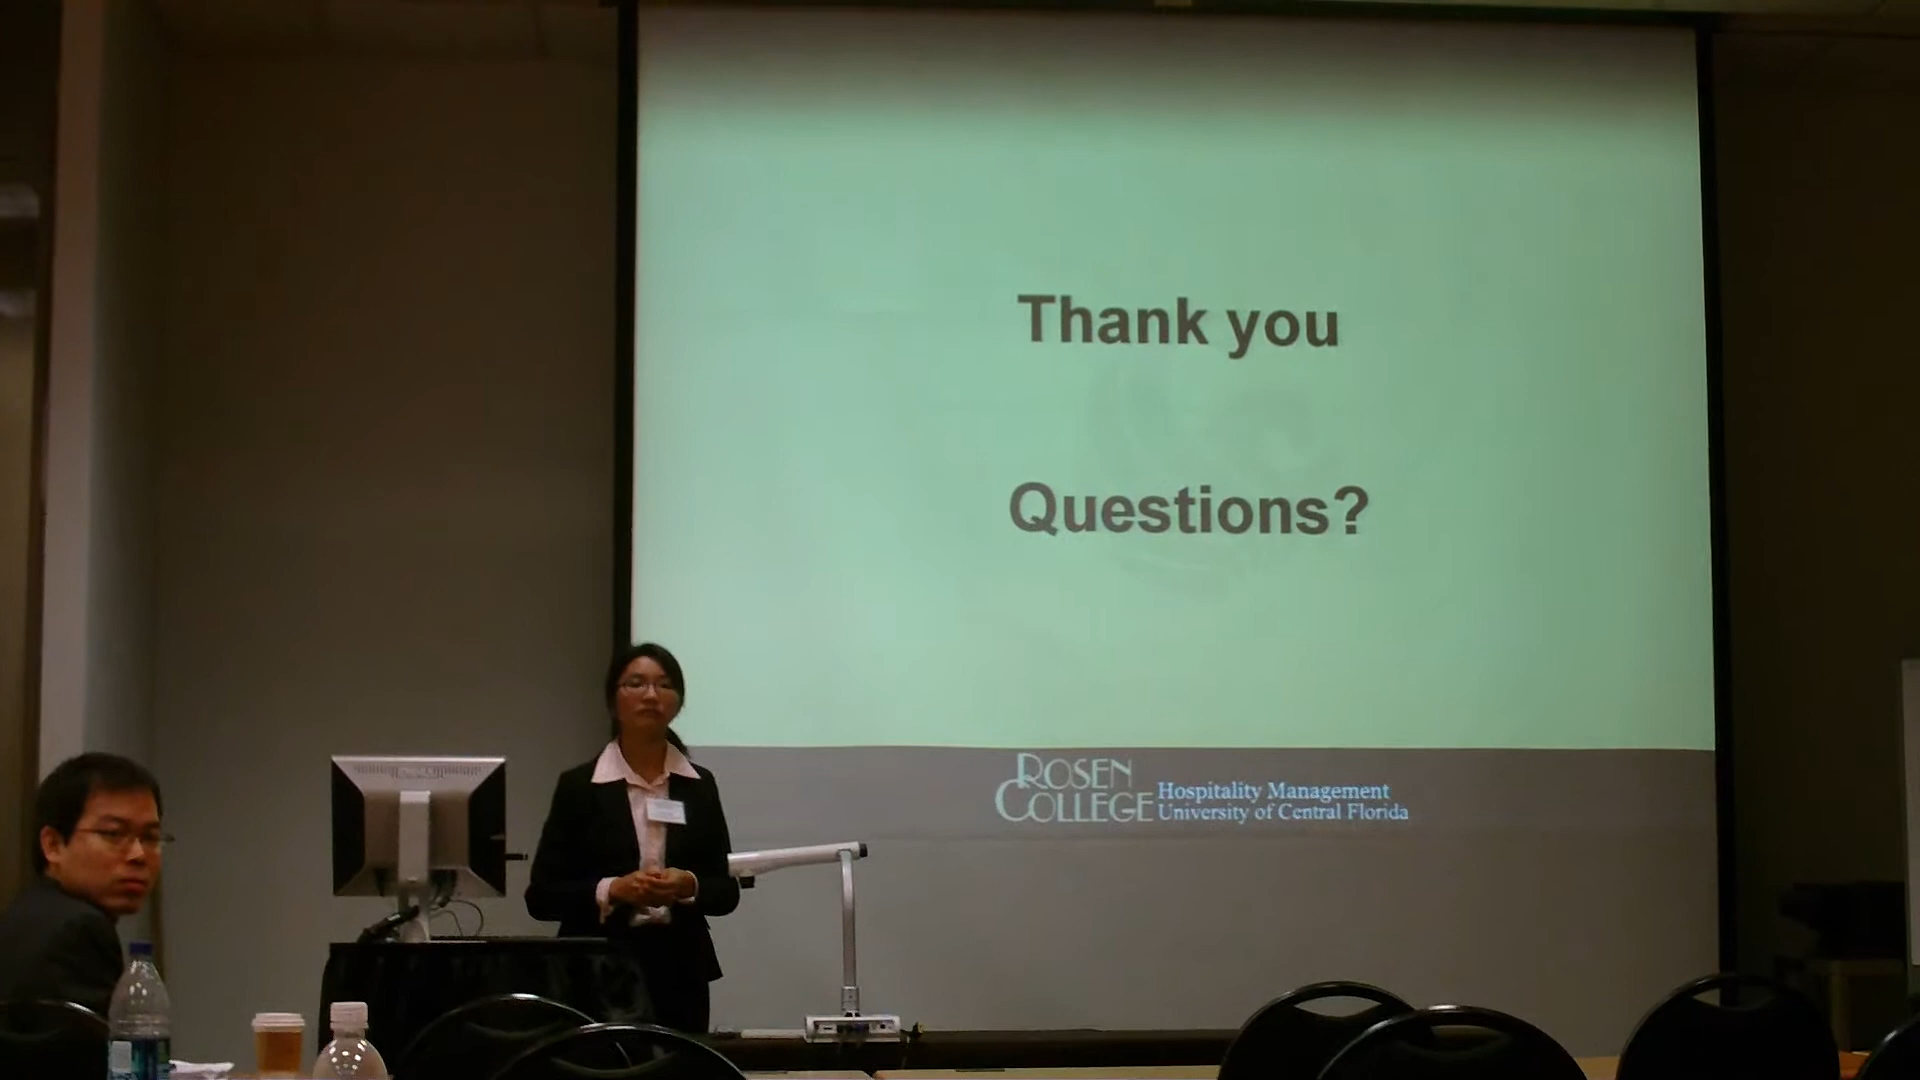 Thank you
Questions?
ROSEN
COLLEGE
Hospitality Management
University of Central Florida